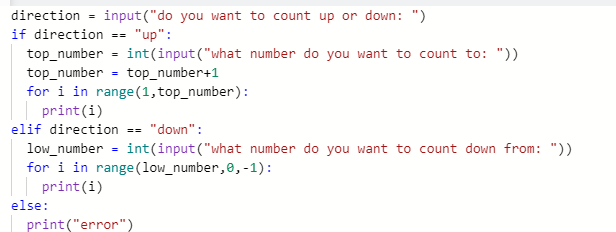 direction = input("do you want to count up or down: ")
if direction == "up":
  top_number = int(input("what number do you want to count to: "))
  top_number = top_number+1
  for i in range(1,top_number):
    print(i)
elif direction == "down":
  low_number = int(input("what number do you want to count down from: "))
  for i in range(low_number,0,-1):
    print(i)
else:
  print("error")